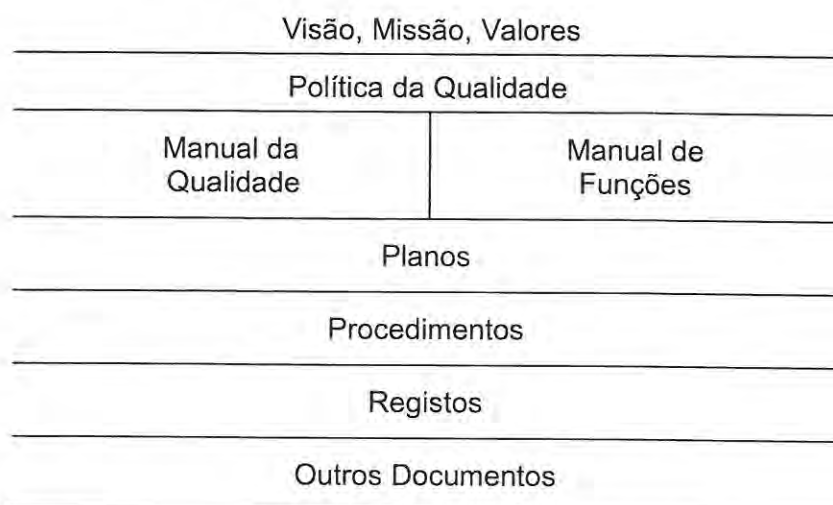 Visão, Missão, Valores
Política da Qualidade
Manual da
Qualidade
Manual de
Funções
Planos
Procedimentos
Registos
Outros Documentos